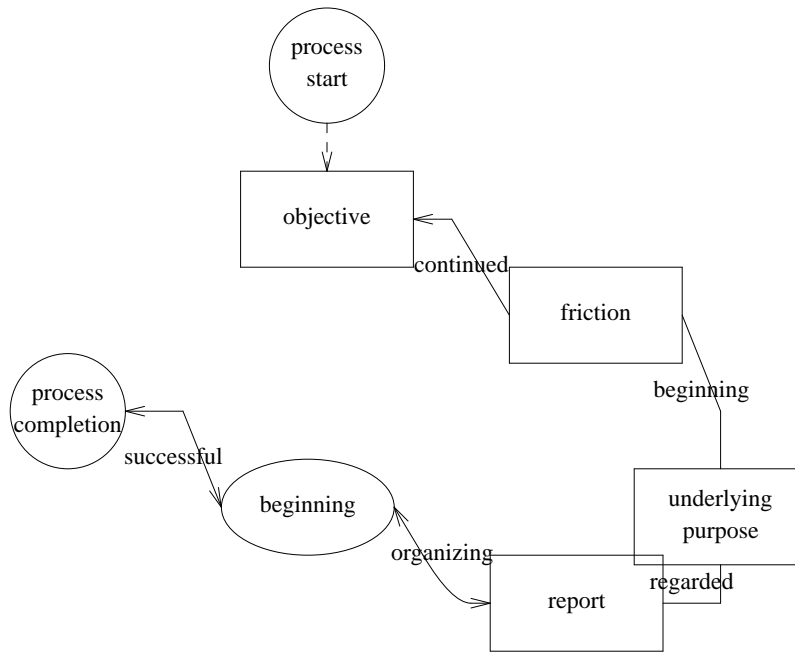 process
start
objective
continued
friction
process
completion
beginning
successful
beginning
underlying
purpose
organizing
regarded
report